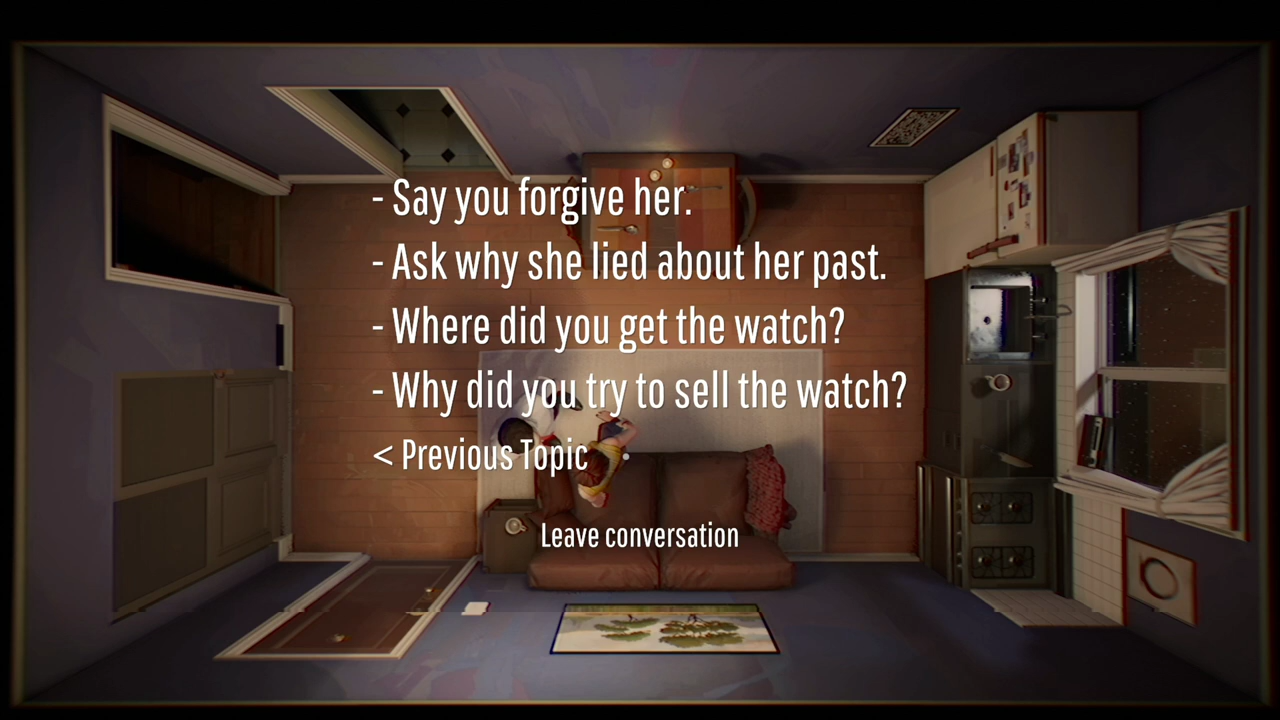 - Say you forgive her.
- Ask why she lied about her past.
- Where did you get the watch?
- Why did you try to sell the watch?
< Previous Topic
Leave conversation